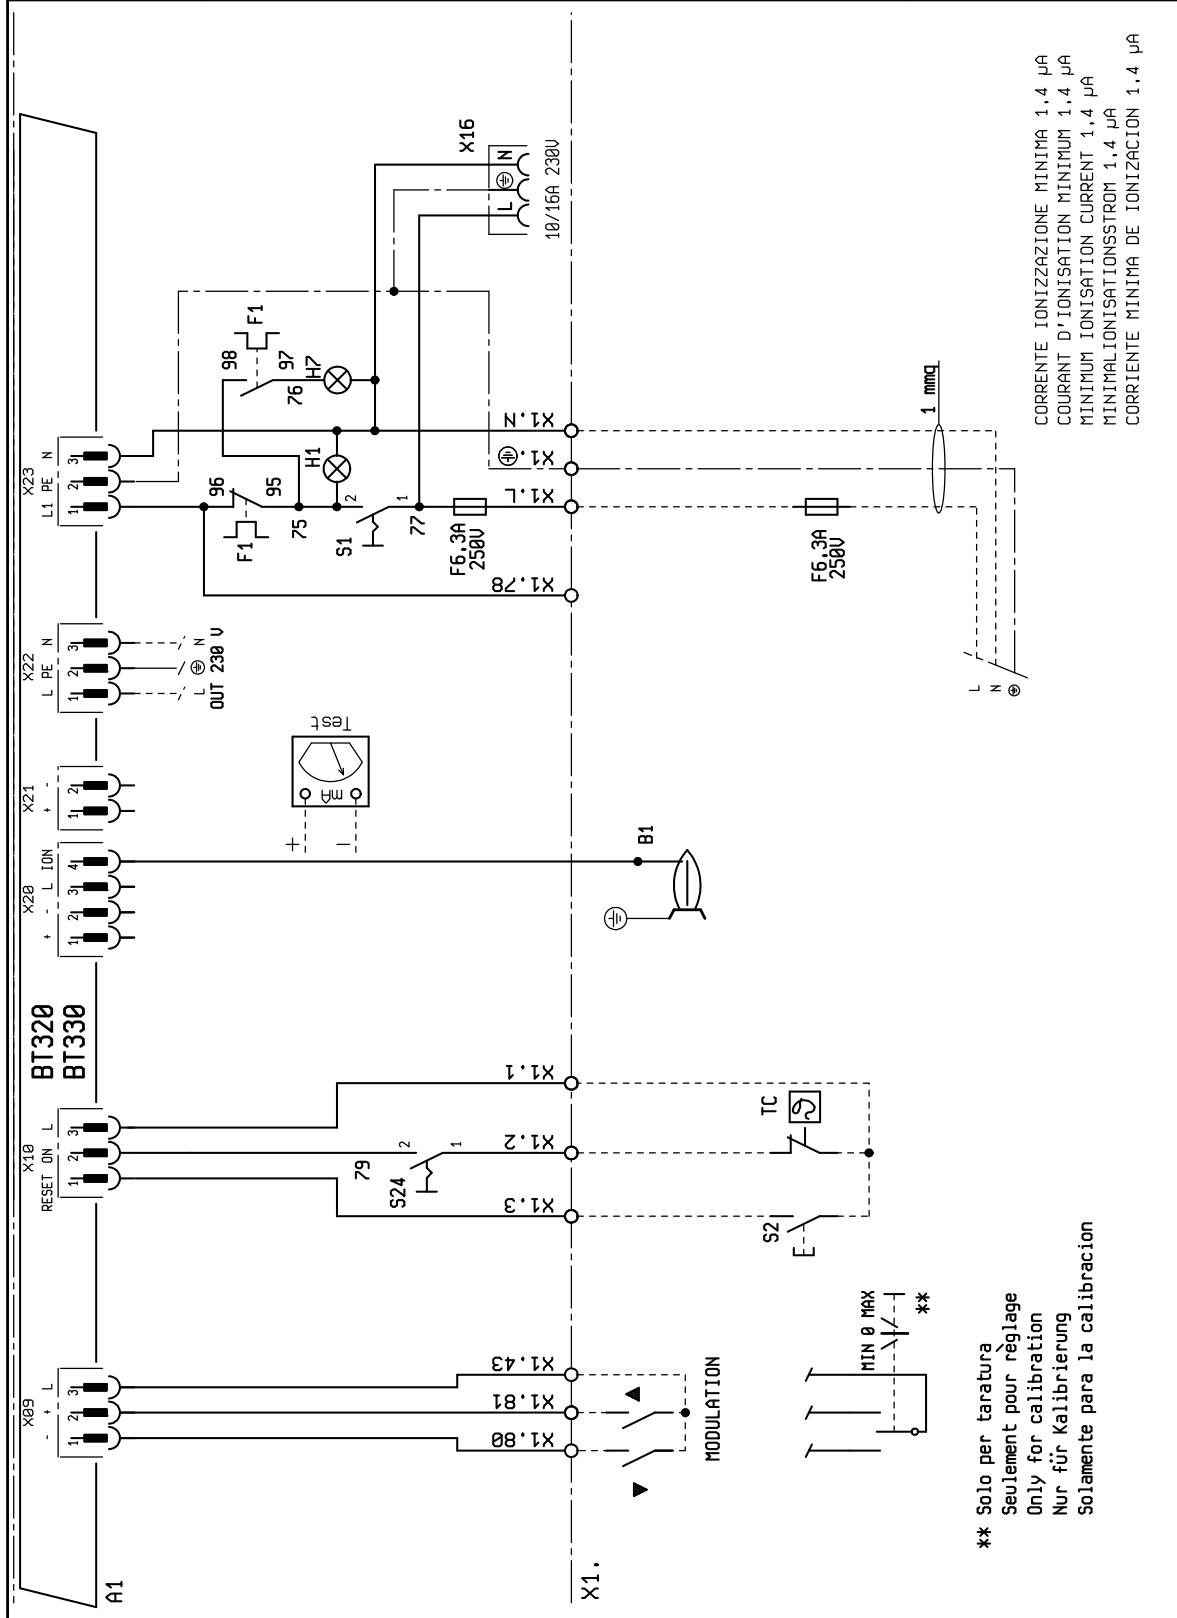 A1
BT320
BT330
X09
- + L
1 2 3
X10
RESET ON L
1 2 3
X20
+ - L ION
1 2 3 4
X21
+ -
1 2
X22
L PE N
1 2 3
L N
OUT 230 V
X23
L1 PE N
1 2 3
F1
96
95
75
H1
S1
2
1
77
F6,3A
250V
98
F1
97
76
H7
X16
L N
10/16A 230V
+
-
mA
Test
79
S24
2
1
X1.80
X1.81
X1.43
X1.3
X1.2
X1.1
X1.78
X1.L
X1.
X1.N
X1.
MODULATION
MIN 0 MAX
**
S2
TC
B1
F6,3A
250V
1 mmq
L
N
** Solo per taratura
Seulement pour règlage
Only for calibration
Nur für Kalibrierung
Solamente para la calibracion
CORRENTE IONIZZAZIONE MINIMA 1,4 µA
COURANT D'IONISATION MINIMUM 1,4 µA
MINIMUM IONISATION CURRENT 1,4 µA
MINIMALIONISATIONSSTROM 1,4 µA
CORRIENTE MINIMA DE IONIZACION 1,4 µA